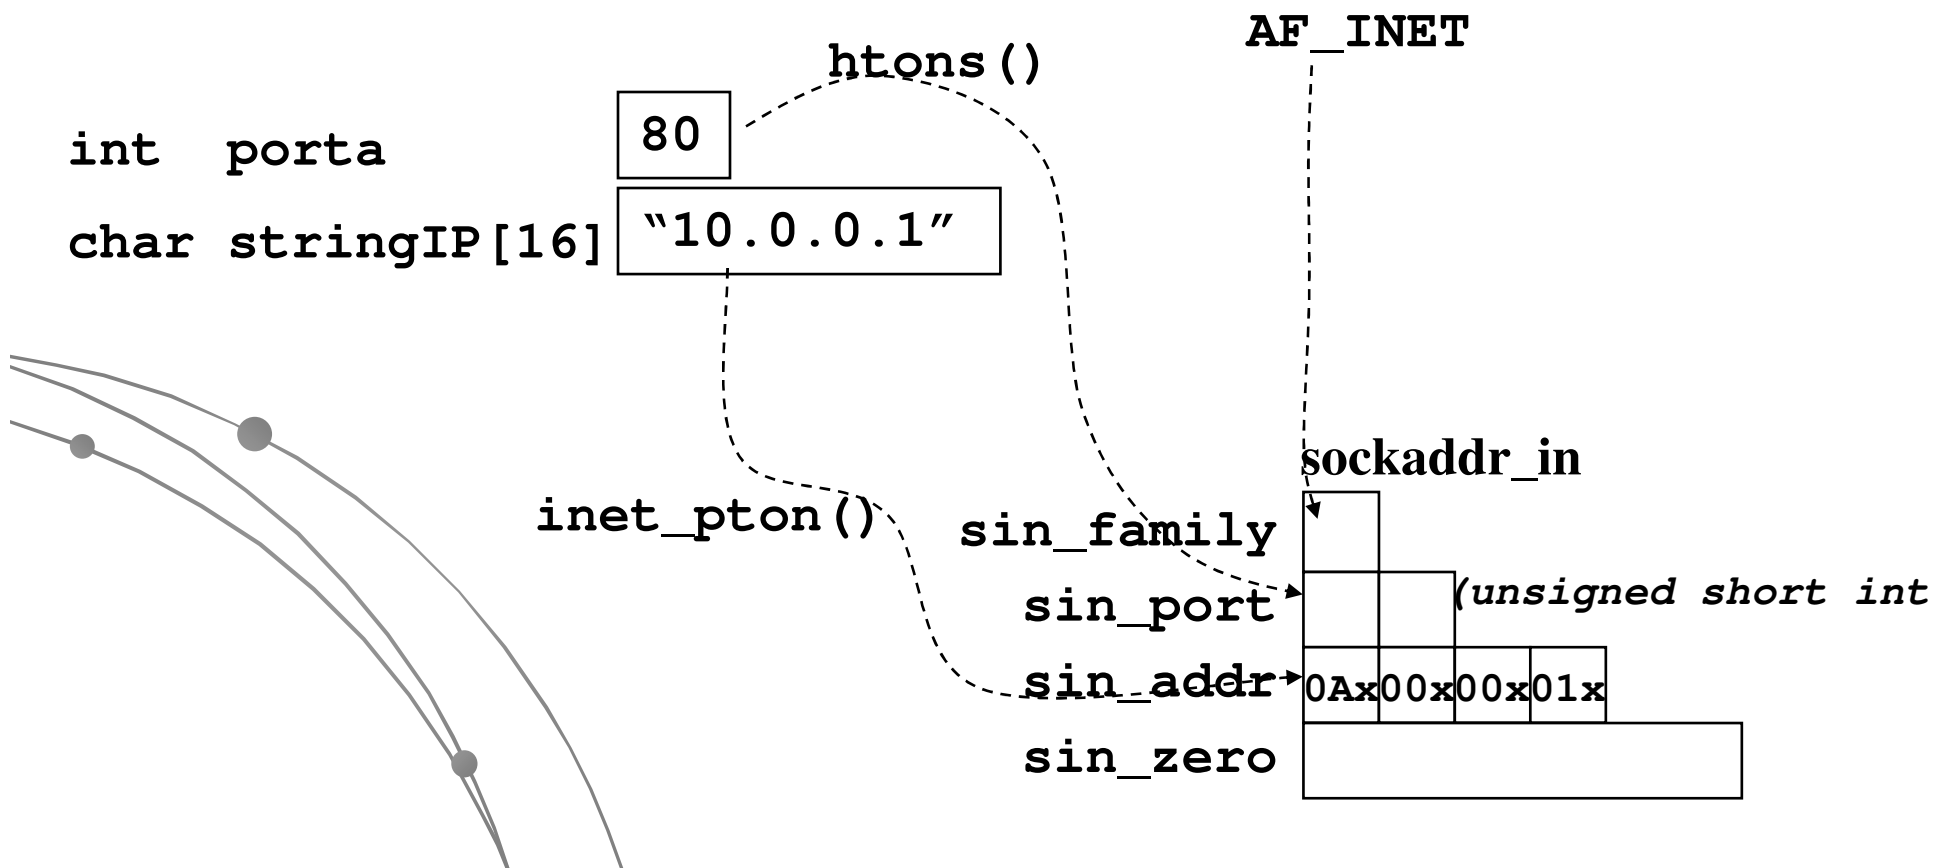 AF_INET
htons()
int porta 80
char stringIP[16] “10.0.0.1”
sockaddr_in
inet_pton() sin_family
sin_port (unsigned short int
sin_addr 0Ax 00x 00x 01x
sin_zero